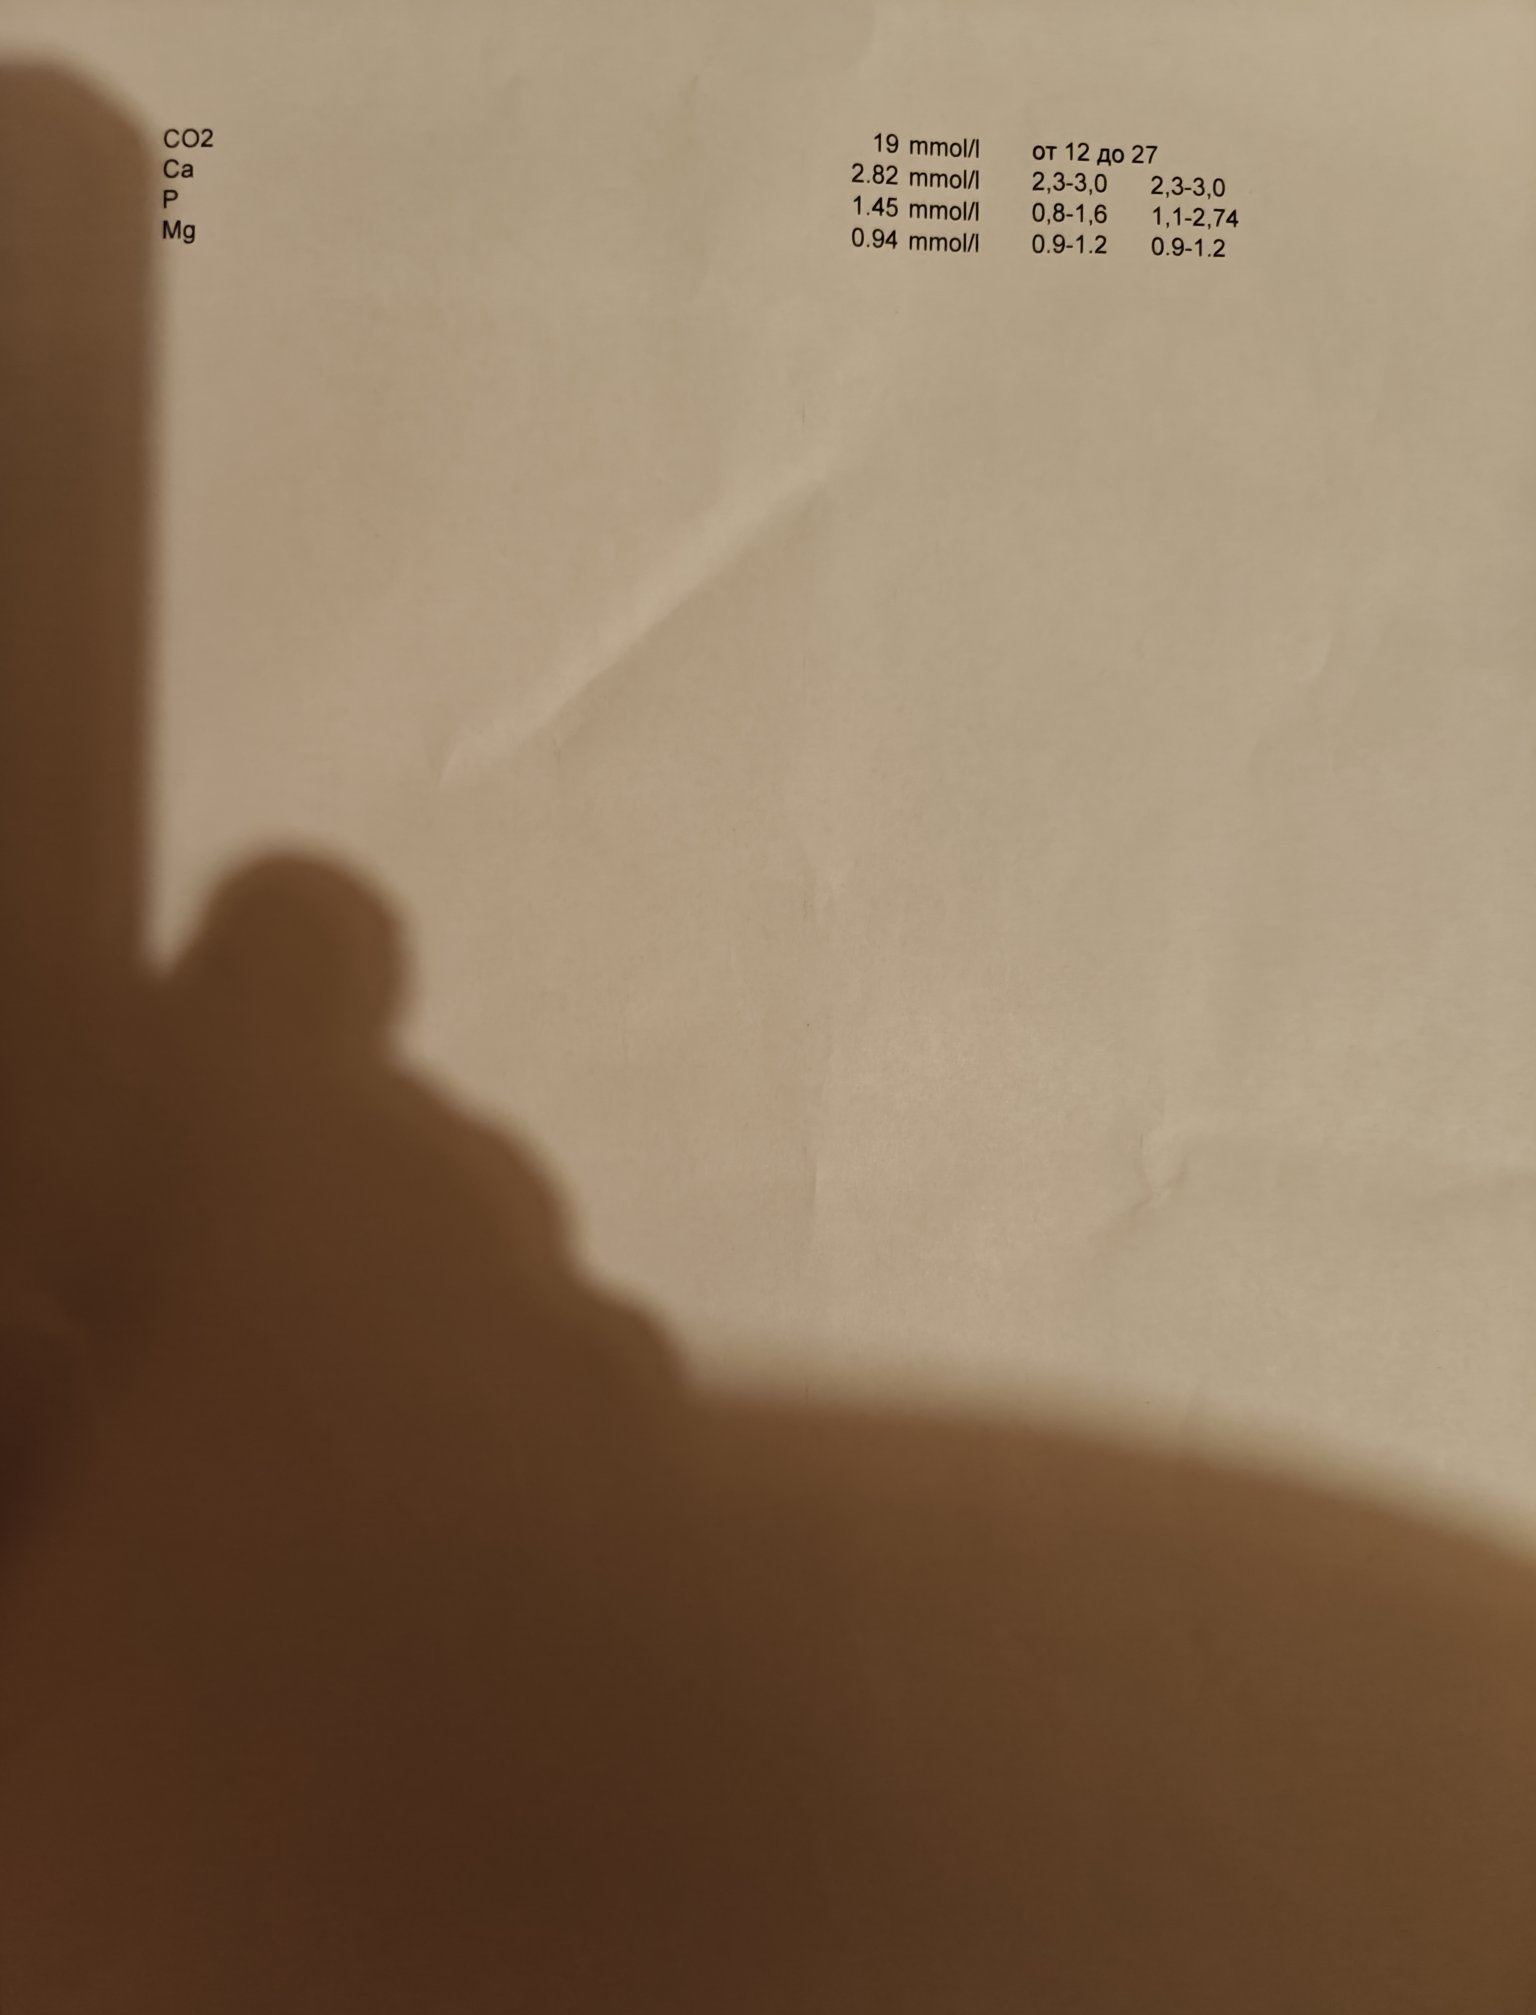 CO2 19 mmol/l от 12 до 27
Ca 2.82 mmol/l 2,3-3,0 2,3-3,0
P 1.45 mmol/l 0,8-1,6 1,1-2,74
Mg 0.94 mmol/l 0.9-1.2 0.9-1.2